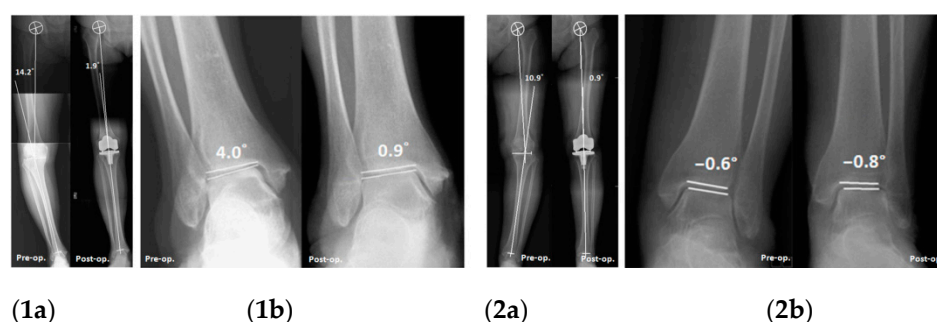 14.2°
1.9°
Pre-op.
Post-op.
4.0°
0.9°
Pre-op.
Post-op.
10.9°
0.9°
Pre-op.
Post-op.
−0.6°
−0.8°
Pre-op.
Post-op.
(1a) (1b) (2a) (2b)